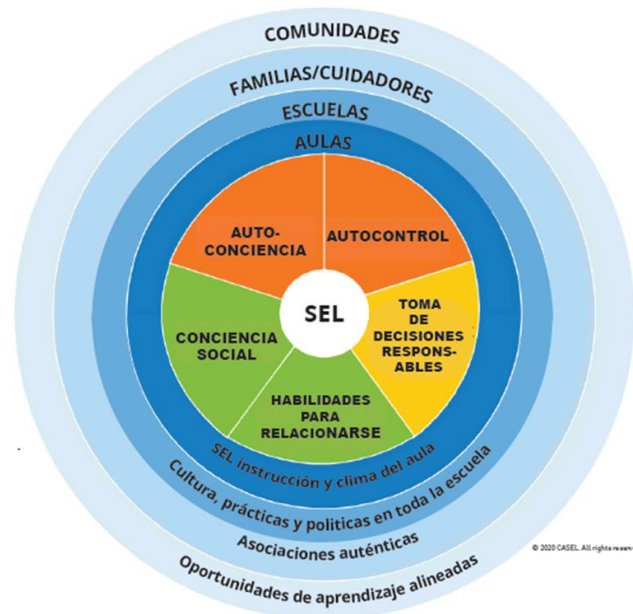 COMUNIDADES
FAMILIAS/CUIDADORES
ESCUELAS
AULAS
AUTO-
CONCIENCIA
AUTOCONTROL
SEL
CONCIENCIA
SOCIAL
TOMA
DE
DECISIONES
RESPONS-
ABLES
HABILIDADES
PARA
RELACIONARSE
SEL instrucción y clima del aula
Cultura, prácticas y politicas en toda la escuela
Asociaciones auténticas
Oportunidades de aprendizaje alineadas
© 2020 CASEL. All rights